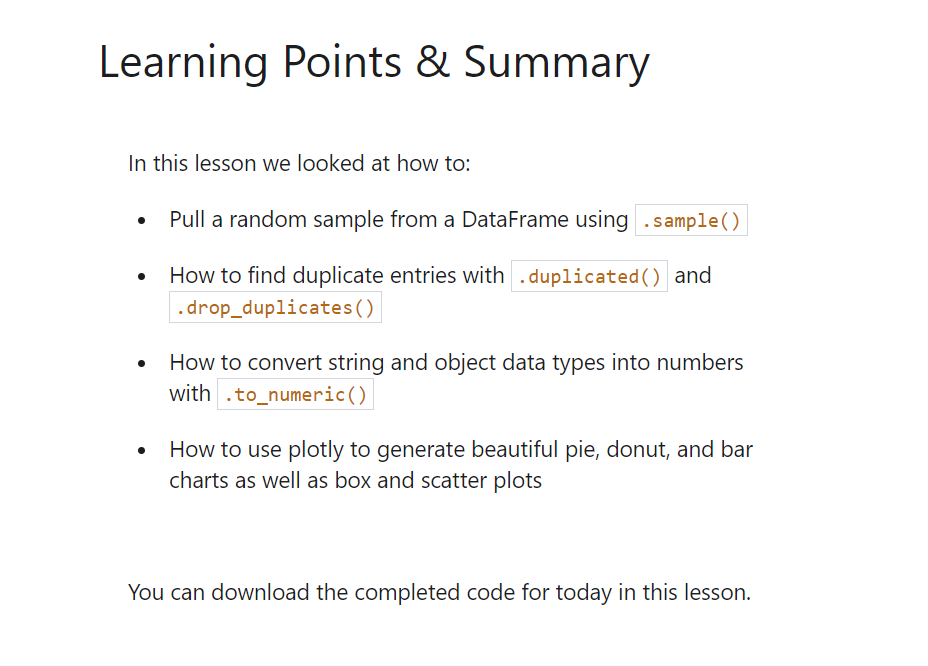 Learning Points & Summary
In this lesson we looked at how to:
• Pull a random sample from a DataFrame using .sample()
• How to find duplicate entries with .duplicated() and
.drop_duplicates()
• How to convert string and object data types into numbers
with .to_numeric()
• How to use plotly to generate beautiful pie, donut, and bar
charts as well as box and scatter plots
You can download the completed code for today in this lesson.